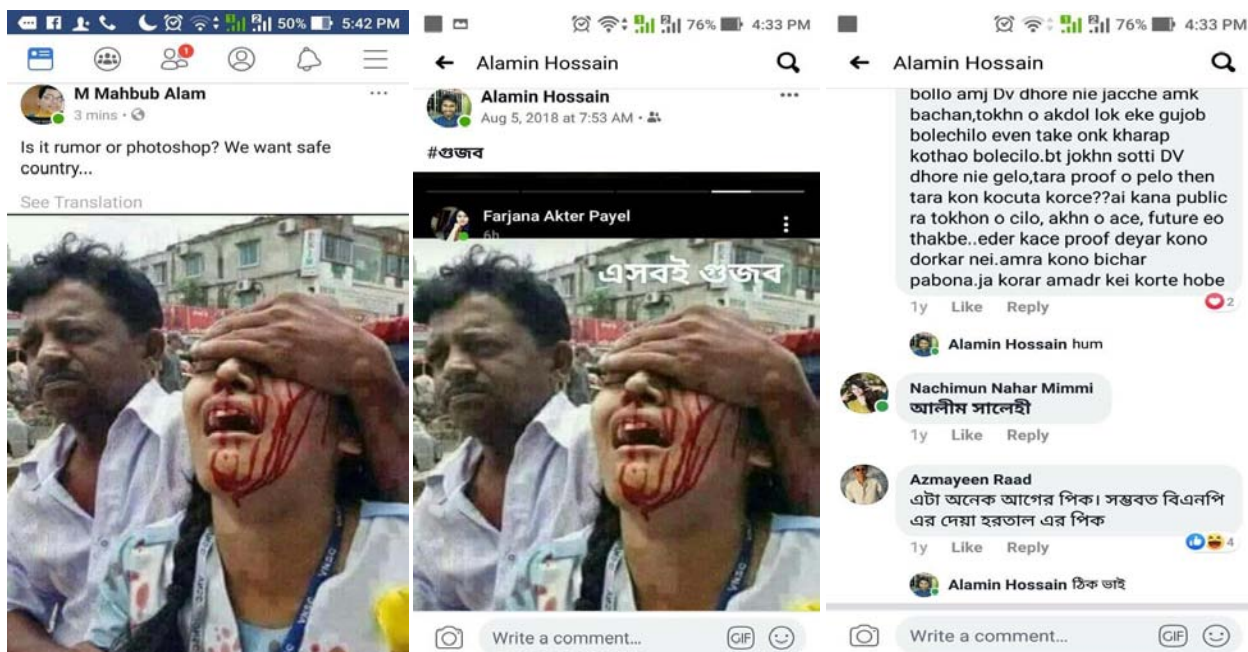 50% 5:42 PM
M Mahbub Alam
3 mins
Is it rumor or photoshop? We want safe
country...
See Translation
VNSC
76% 4:33 PM
Alamin Hossain
Alamin Hossain
Aug 5, 2018 at 7:53 AM
#গুজব
Farjana Akter Payel
6h
এসবই গুজব
VNSC
Write a comment...
GIF
76% 4:33 PM
Alamin Hossain
bollo amj Dv dhore nie jacche amk
bachan,tokhn o akdol lok eke gujob
bolechilo even take onk kharap
kothao bolecilo.bt jokhn sotti DV
dhore nie gelo,tara proof o pelo then
tara kon kocuta korce??ai kana public
ra tokhon o cilo, akhn o ace, future eo
thakbe..eder kace proof deyar kono
dorkar nei.amra kono bichar
pabona.ja korar amadr kei korte hobe
1y Like Reply
2
Alamin Hossain hum
Nachimun Nahar Mimmi
আলীম সালেহী
1y Like Reply
Azmayeen Raad
এটা অনেক আগের পিক। সম্ভবত বিএনপি
এর দেয়া হরতাল এর পিক
1y Like Reply
4
Alamin Hossain ঠিক ভাই
Write a comment...
GIF